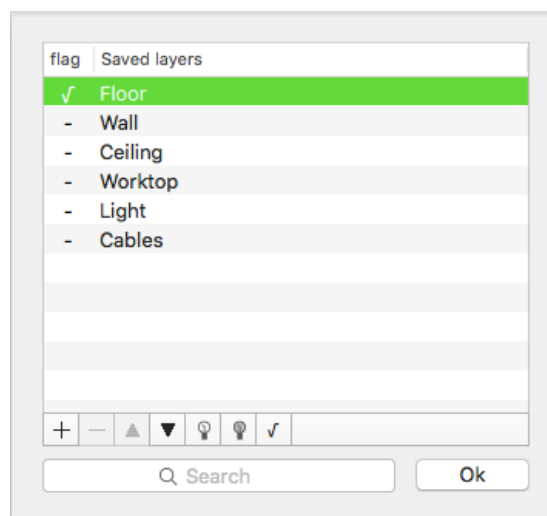 flag Saved layers
√ Floor
- Wall
- Ceiling
- Worktop
- Light
- Cables
+ − ▲ ▼ √
Search Ok